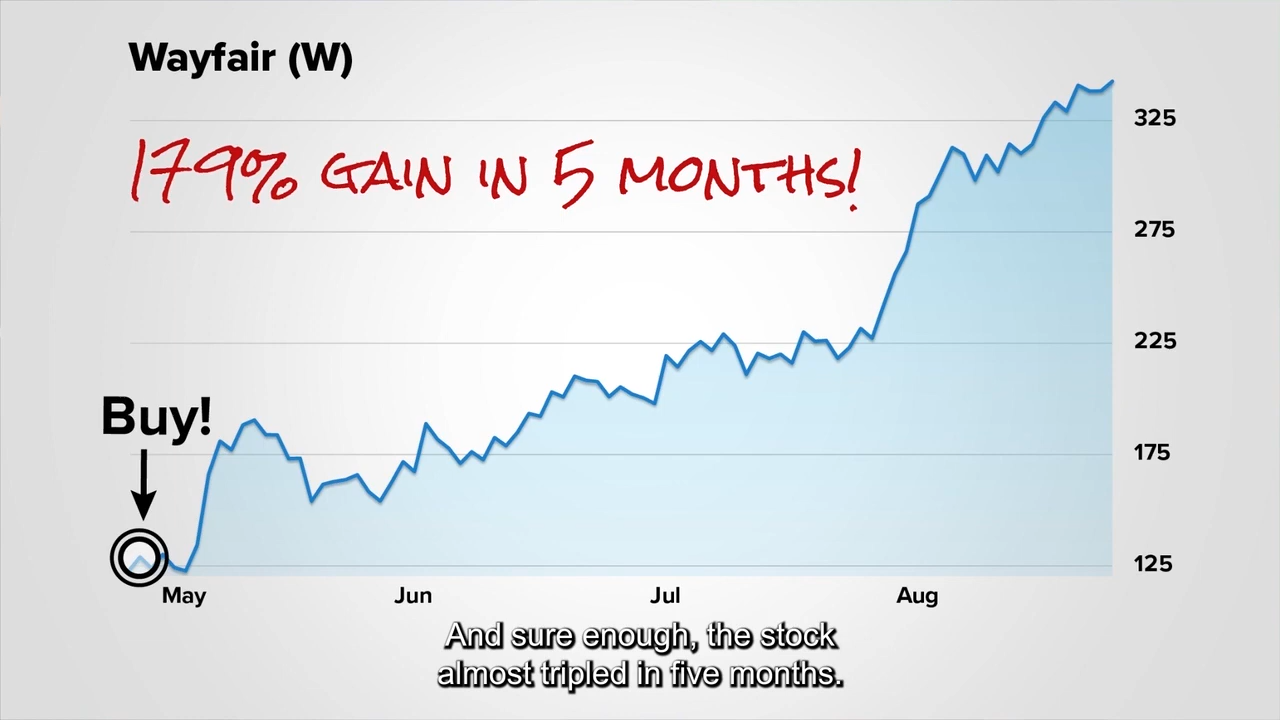 Wayfair (W)
179% GAIN IN 5 MONTHS!
325
275
225
175
125
Buy!
May Jun Jul Aug
And sure enough, the stock
almost tripled in five months.